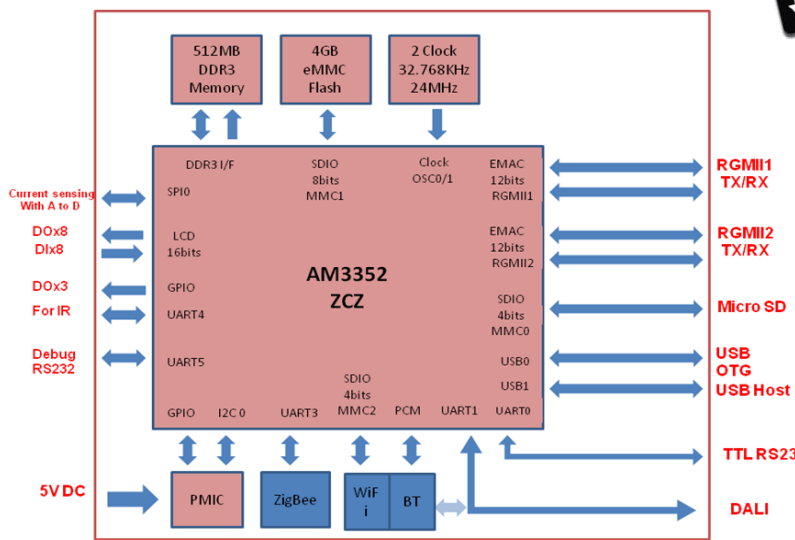 512MB
DDR3
Memory
4GB
eMMC
Flash
2 Clock
32.768KHz
24MHz
DDR3 I/F
SDIO
8bits
MMC1
Clock
OSC0/1
EMAC
12bits
RGMII1
RGMII1
TX/RX
SPI0
Current sensing
With A to D
DOx8
DIx8
LCD
16bits
EMAC
12bits
RGMII2
RGMII2
TX/RX
AM3352
ZCZ
DOx3
GPIO
For IR
UART4
SDIO
4bits
MMC0
Micro SD
Debug
RS232
UART5
USB0
USB
OTG
USB1
USB Host
SDIO
4bits
MMC2
GPIO
I2C 0
UART3
PCM
UART1
UART0
TTL RS23
5V DC
PMIC
ZigBee
WiF
i
BT
DALI